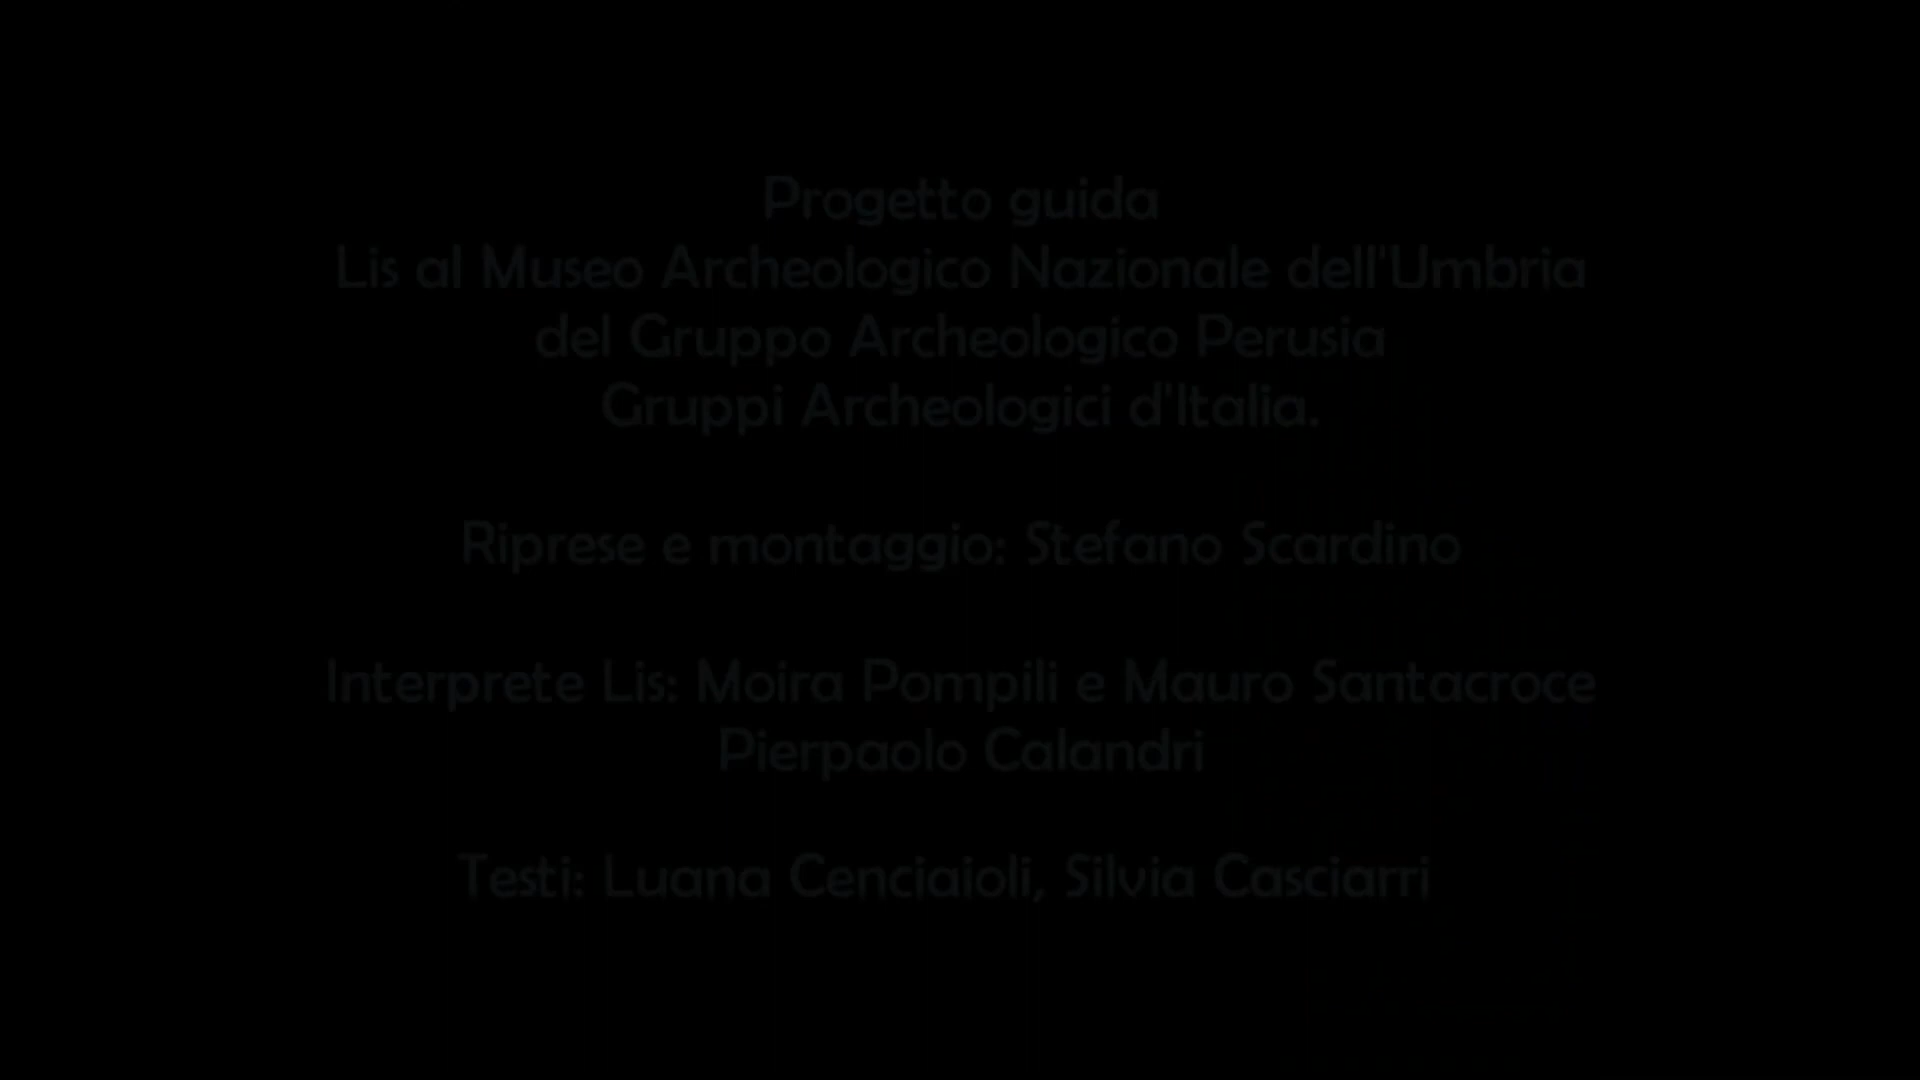 Progetto guida
Lis al Museo Archeologico Nazionale dell'Umbria
del Gruppo Archeologico Perusia
Gruppi Archeologici d'Italia.
Riprese e montaggio: Stefano Scardino
Interprete Lis: Moira Pompili e Mauro Santacroce
Pierpaolo Calandri
Testi: Luana Cenciaioli, Silvia Casciarri